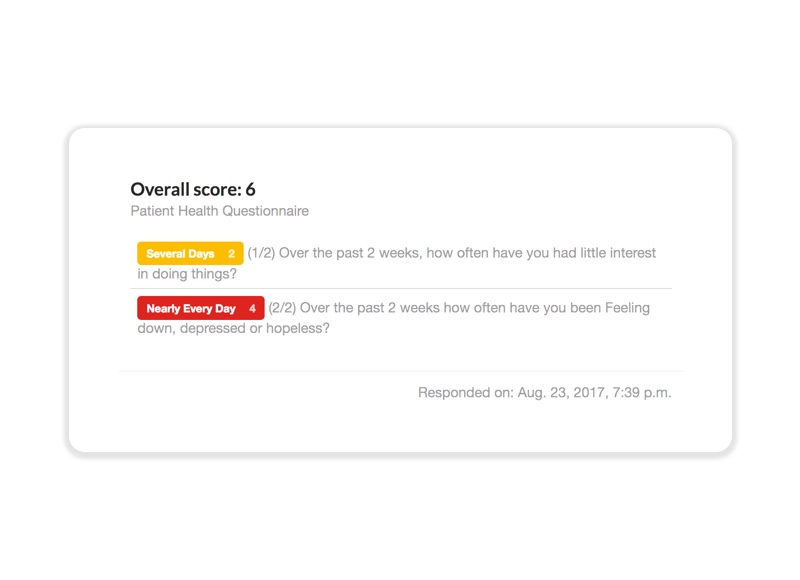 Overall score: 6
Patient Health Questionnaire
Several Days 2 (1/2) Over the past 2 weeks, how often have you had little interest
in doing things?
Nearly Every Day 4 (2/2) Over the past 2 weeks how often have you been Feeling
down, depressed or hopeless?
Responded on: Aug. 23, 2017, 7:39 p.m.